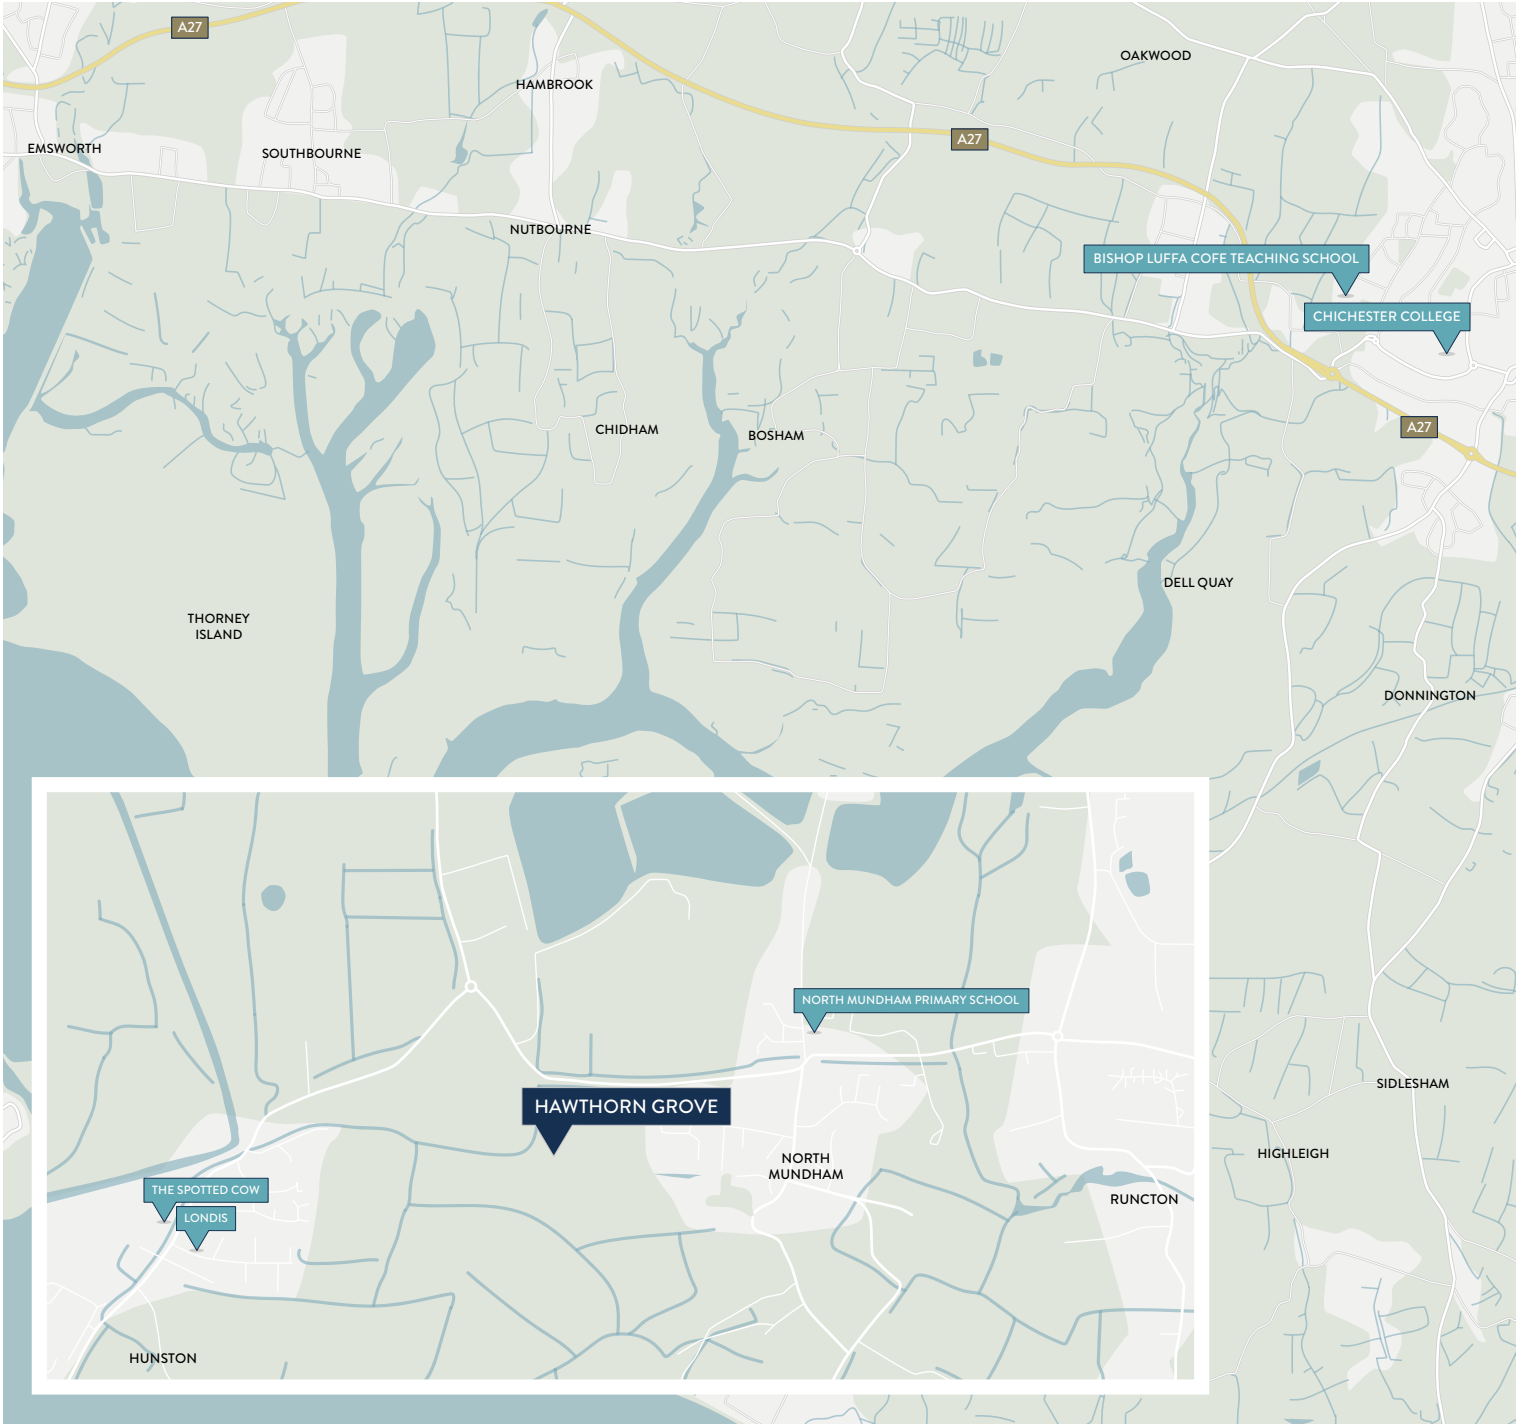 A27
OAKWOOD
HAMBROOK
A27
EMSWORTH
SOUTHBOURNE
NUTBOURNE
BISHOP LUFFA COFE TEACHING SCHOOL
CHICHESTER COLLEGE
A27
CHIDHAM
BOSHAM
DELL QUAY
THORNEY
ISLAND
DONNINGTON
NORTH MUNDHAM PRIMARY SCHOOL
SIDLESHAM
HAWTHORN GROVE
HIGHLEIGH
NORTH
MUNDHAM
THE SPOTTED COW
RUNCTON
LONDIS
HUNSTON